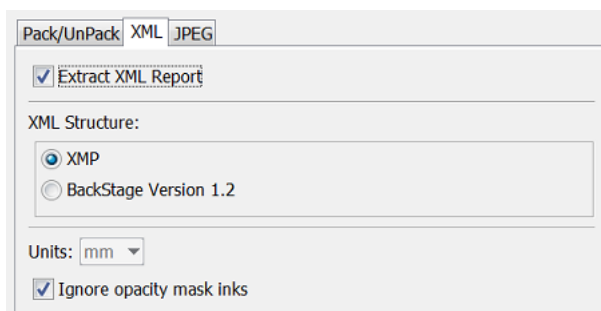 Pack/UnPack XML JPEG
Extract XML Report
XML Structure:
XMP
BackStage Version 1.2
Units: mm
Ignore opacity mask inks